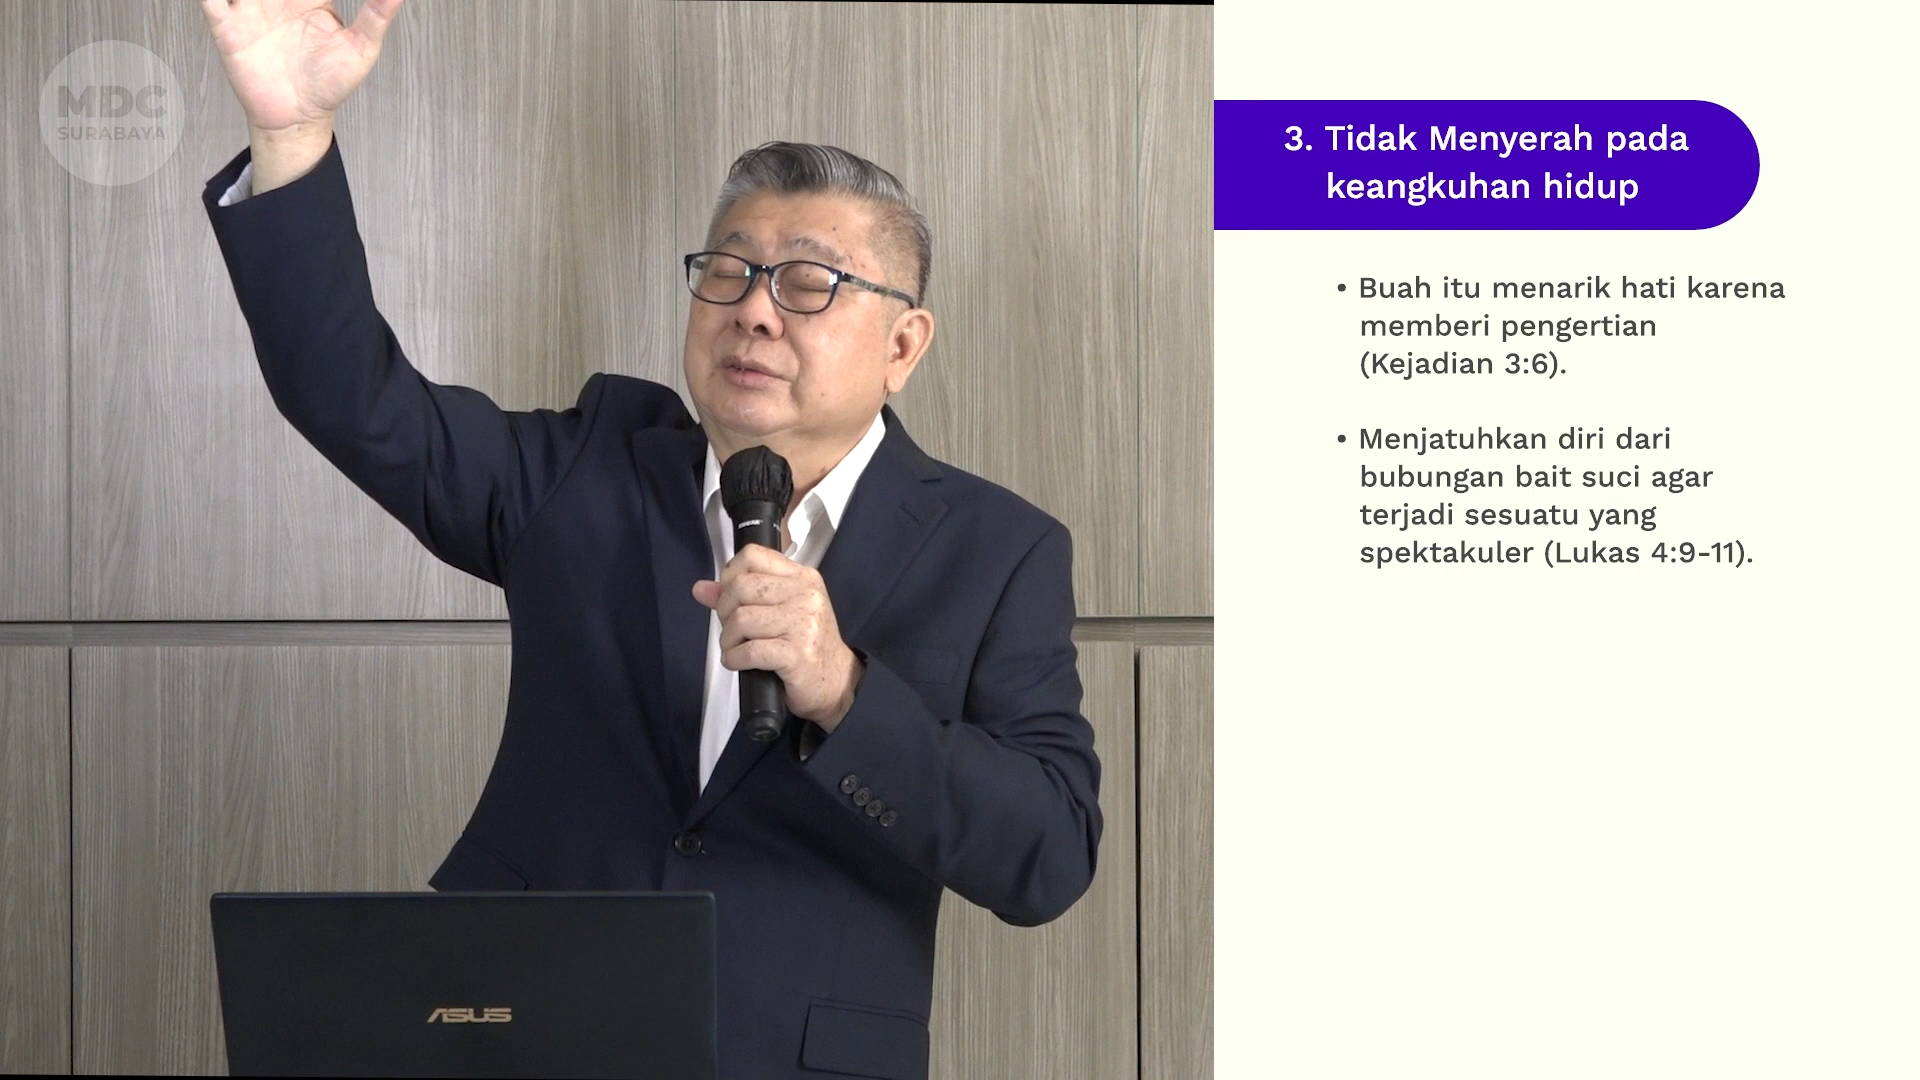 MDC
SURABAYA
3. Tidak Menyerah pada
keangkuhan hidup
• Buah itu menarik hati karena
memberi pengertian
(Kejadian 3:6).
• Menjatuhkan diri dari
bubungan bait suci agar
terjadi sesuatu yang
spektakuler (Lukas 4:9-11).
ASUS